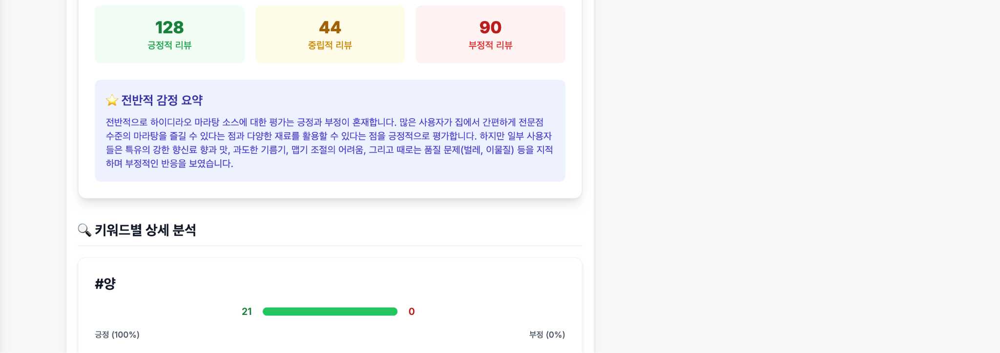 128
긍정적 리뷰
44
중립적 리뷰
90
부정적 리뷰
⭐ 전반적 감정 요약
전반적으로 하이디라오 마라탕 소스에 대한 평가는 긍정과 부정이 혼재합니다. 많은 사용자가 집에서 간편하게 전문점
수준의 마라탕을 즐길 수 있다는 점과 다양한 재료를 활용할 수 있다는 점을 긍정적으로 평가합니다. 하지만 일부 사용자
들은 특유의 강한 향신료 향과 맛, 과도한 기름기, 맵기 조절의 어려움, 그리고 때로는 품질 문제(벌레, 이물질) 등을 지적
하며 부정적인 반응을 보였습니다.
🔍 키워드별 상세 분석
#양
21 0
긍정 (100%) 부정 (0%)